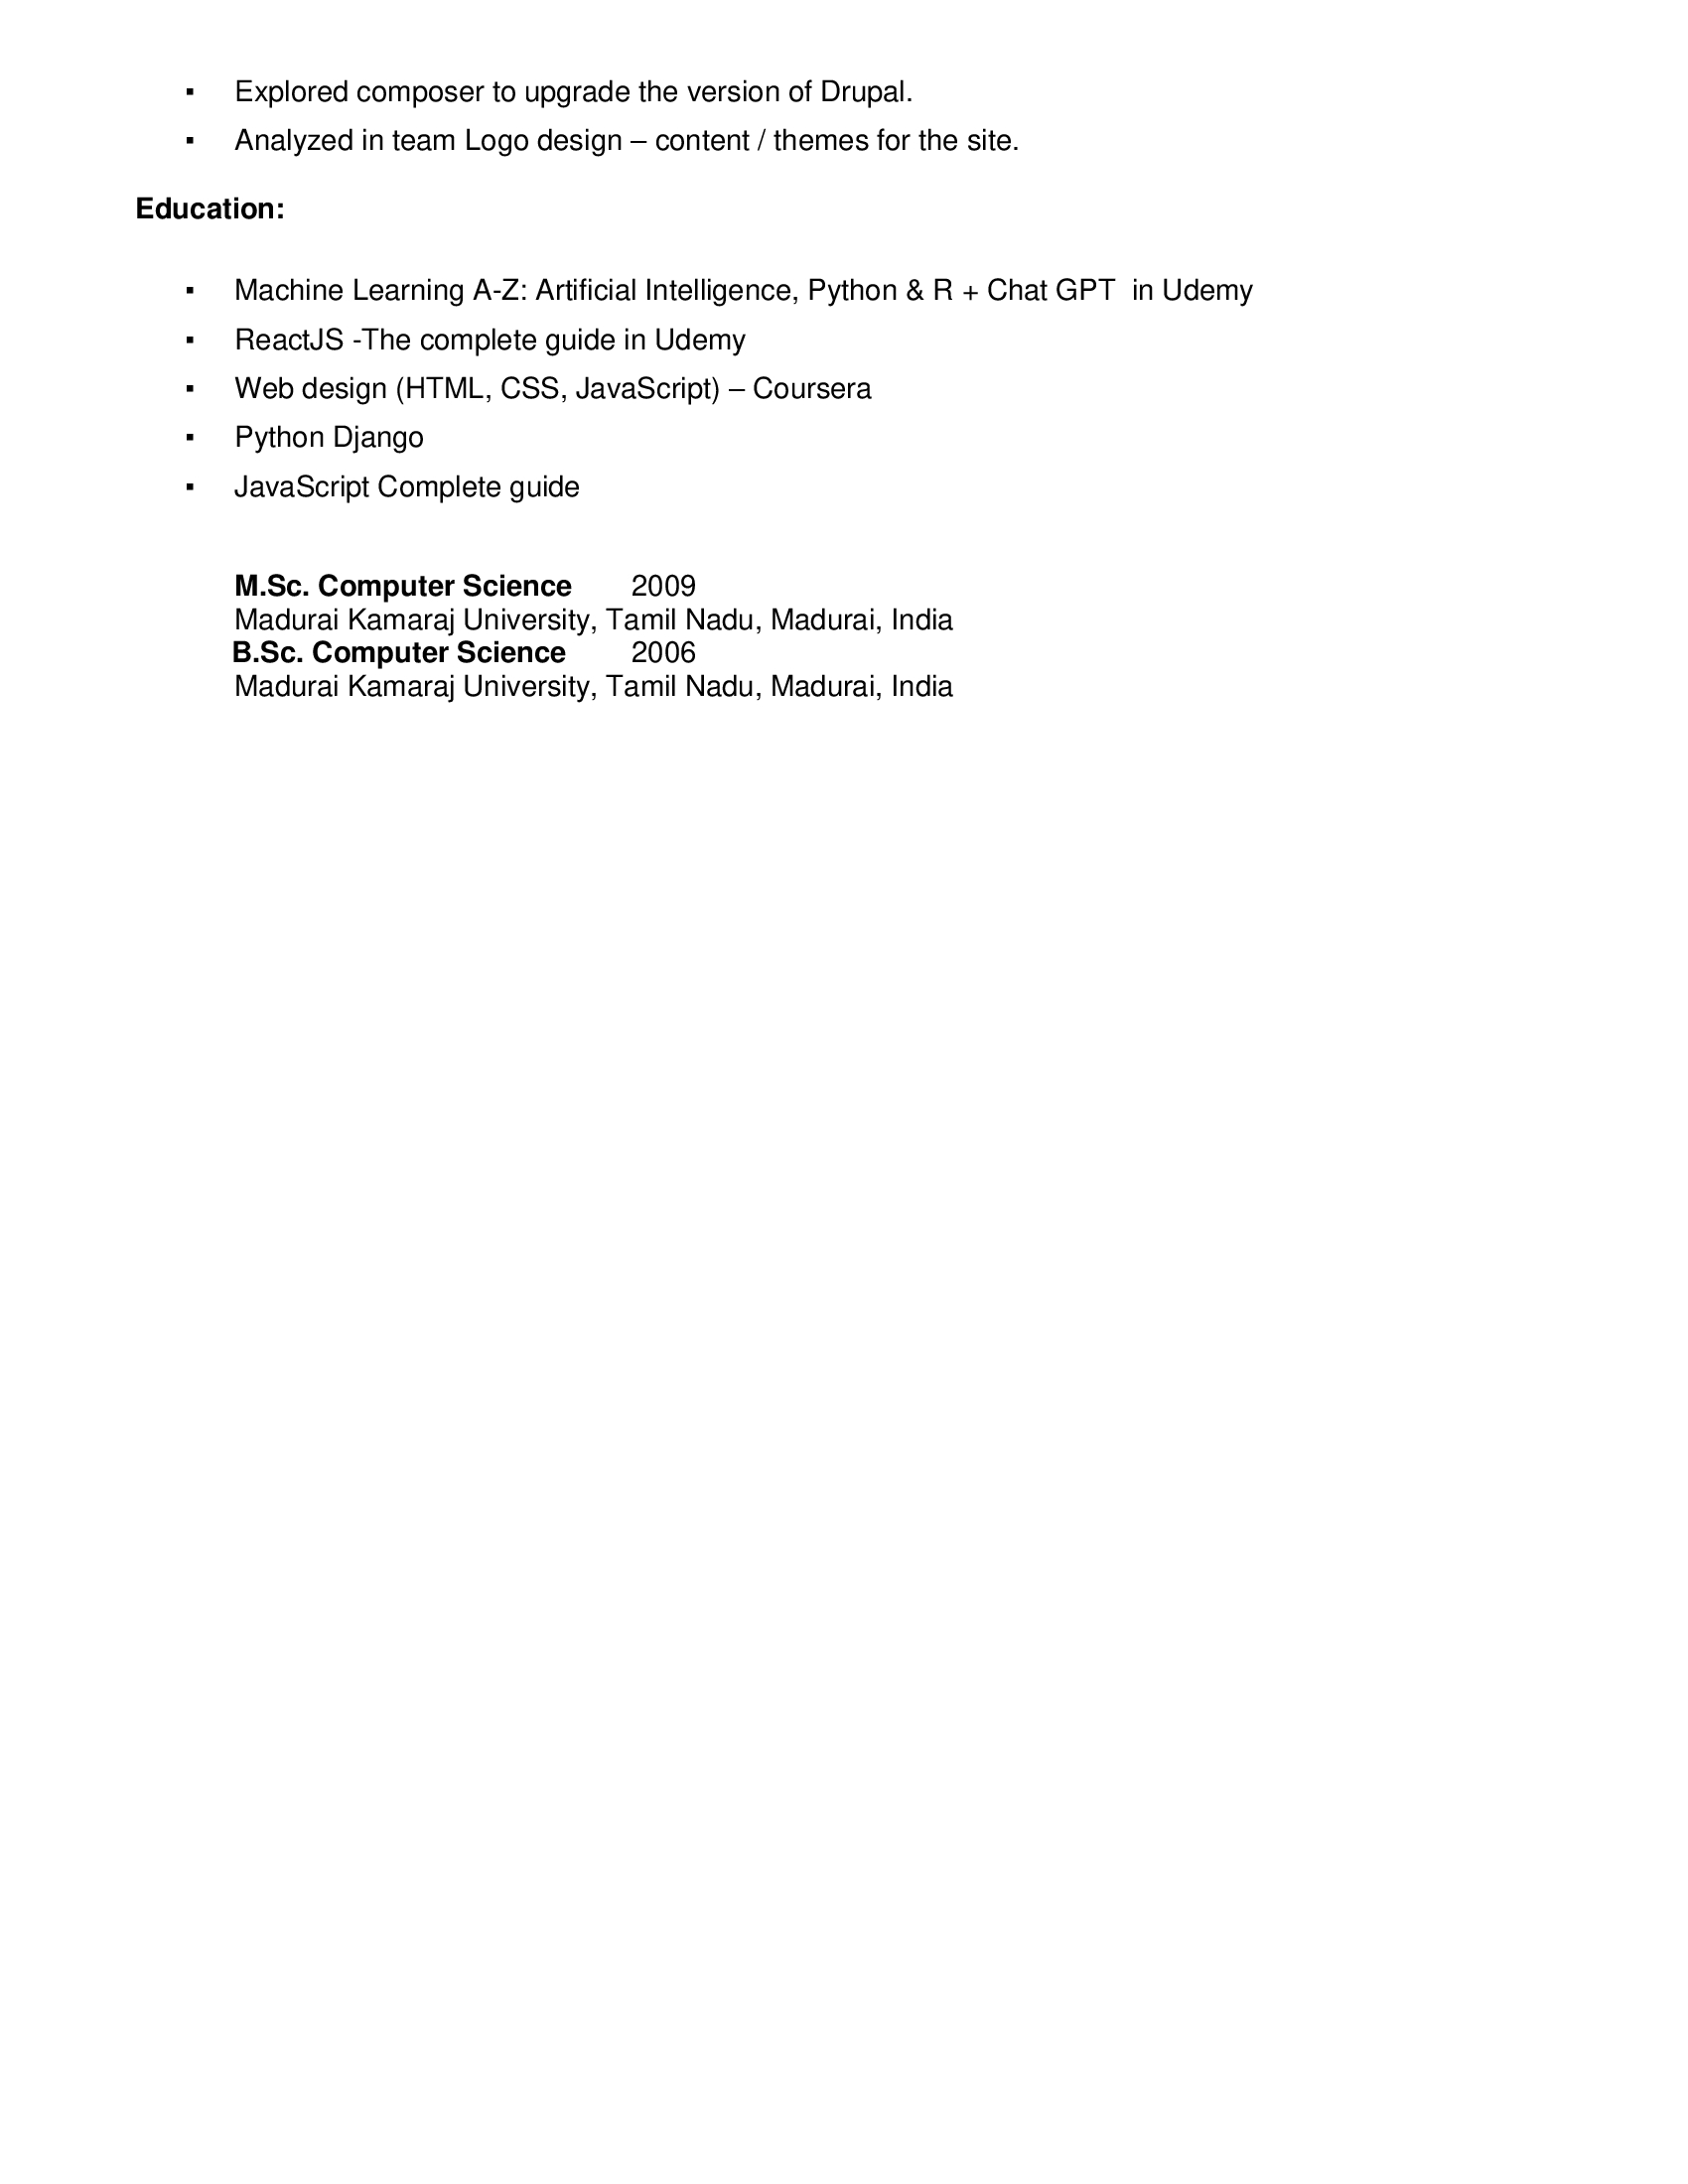 ▪ Explored composer to upgrade the version of Drupal.
▪ Analyzed in team Logo design – content / themes for the site.
Education:
▪ Machine Learning A-Z: Artificial Intelligence, Python & R + Chat GPT  in Udemy
▪ ReactJS -The complete guide in Udemy
▪ Web design (HTML, CSS, JavaScript) – Coursera
▪ Python Django
▪ JavaScript Complete guide
M.Sc. Computer Science 2009
Madurai Kamaraj University, Tamil Nadu, Madurai, India
B.Sc. Computer Science 2006
Madurai Kamaraj University, Tamil Nadu, Madurai, India